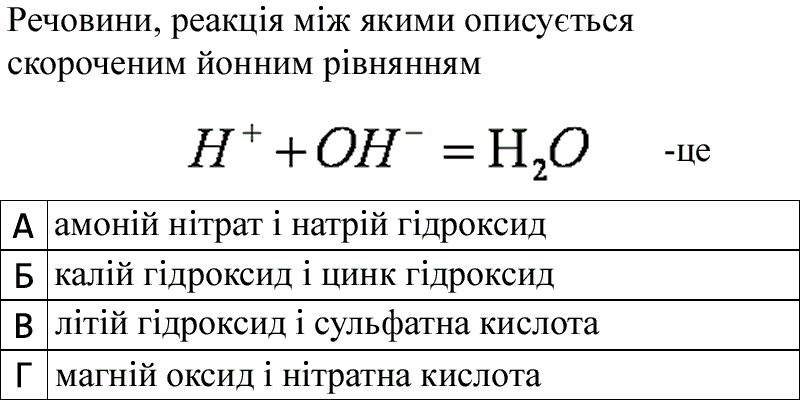 Речовини, реакція між якими описується
скороченим йонним рівнянням
H⁺ + OH⁻ = H₂O -це
А амоній нітрат і натрій гідроксид
Б калій гідроксид і цинк гідроксид
В літій гідроксид і сульфатна кислота
Г магній оксид і нітратна кислота